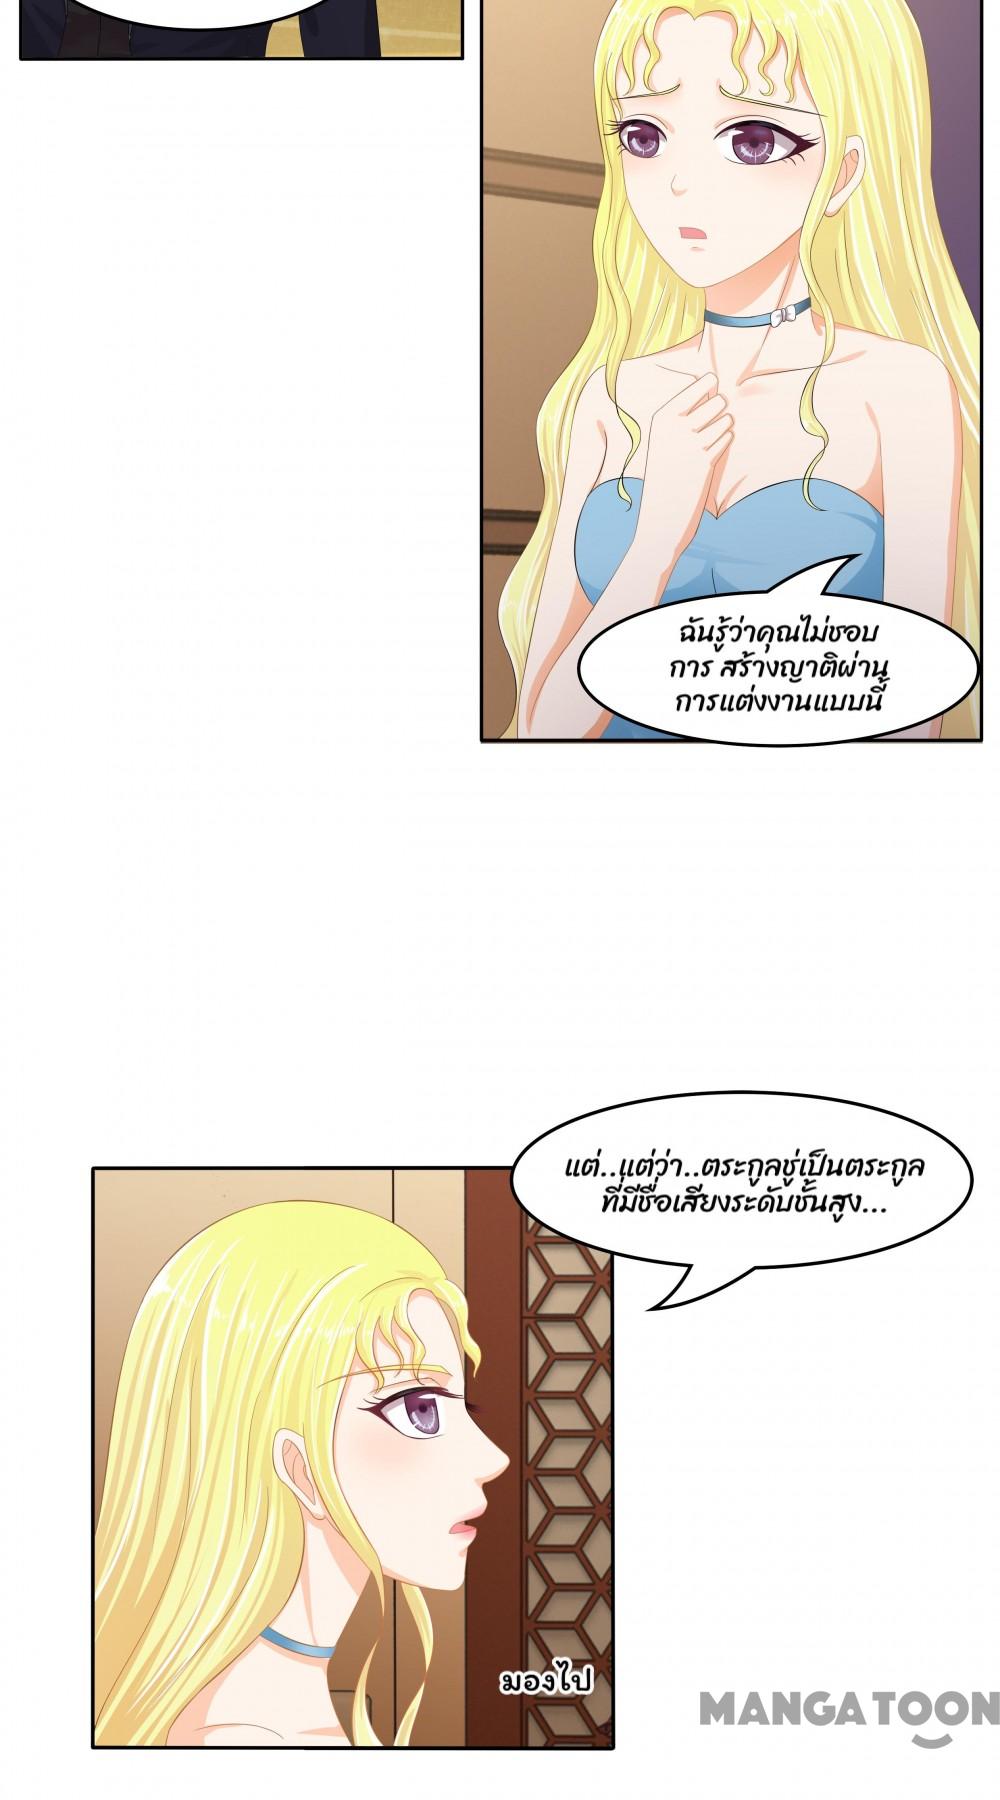 ฉันรู้ว่าคุณไม่ชอบ
การ สร้างญาติผ่าน
การแต่งงานแบบนี้
แต่..แต่ว่า..ตระกูลชู่เป็นตระกูล
ที่มีชื่อเสียงระดับชั้นสูง...
มองไป
MANGATOON